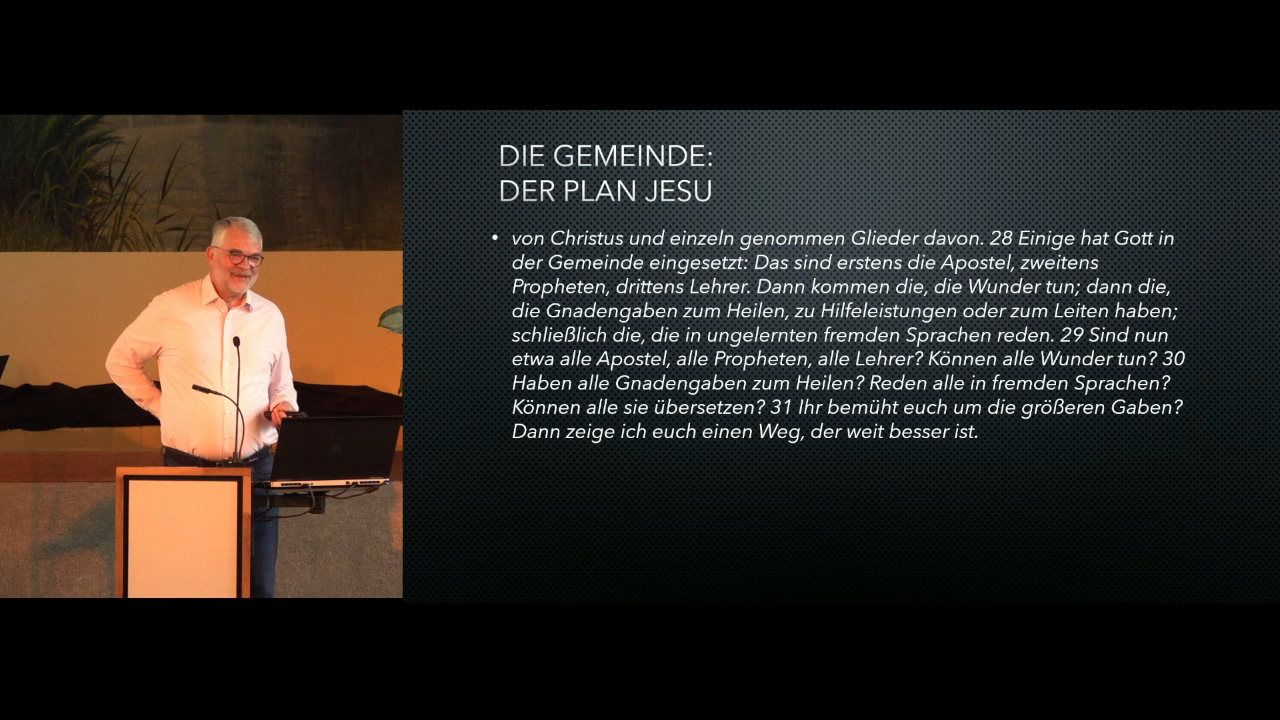 DIE GEMEINDE:
DER PLAN JESU
• von Christus und einzeln genommen Glieder davon. 28 Einige hat Gott in
der Gemeinde eingesetzt: Das sind erstens die Apostel, zweitens
Propheten, drittens Lehrer. Dann kommen die, die Wunder tun; dann die,
die Gnadengaben zum Heilen, zu Hilfeleistungen oder zum Leiten haben;
schließlich die, die in ungelernten fremden Sprachen reden. 29 Sind nun
etwa alle Apostel, alle Propheten, alle Lehrer? Können alle Wunder tun? 30
Haben alle Gnadengaben zum Heilen? Reden alle in fremden Sprachen?
Können alle sie übersetzen? 31 Ihr bemüht euch um die größeren Gaben?
Dann zeige ich euch einen Weg, der weit besser ist.